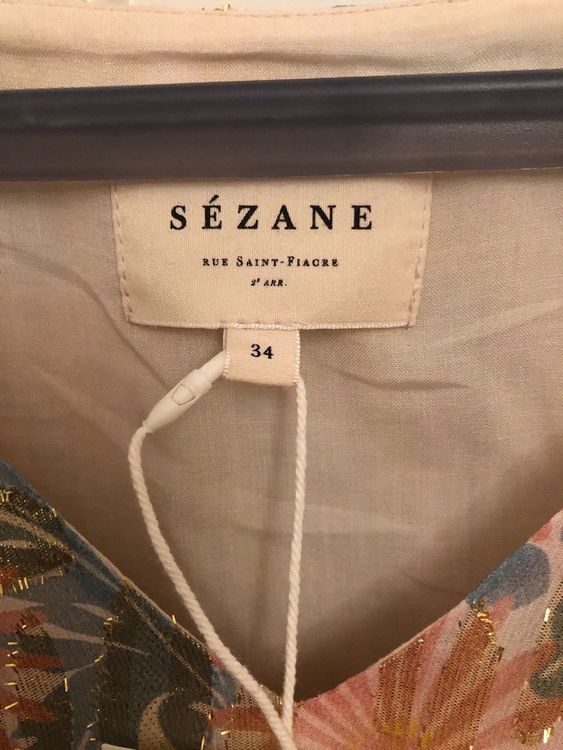 SÉZANE
RUE SAINT-FIACRE
2ᵉ ARR.
34